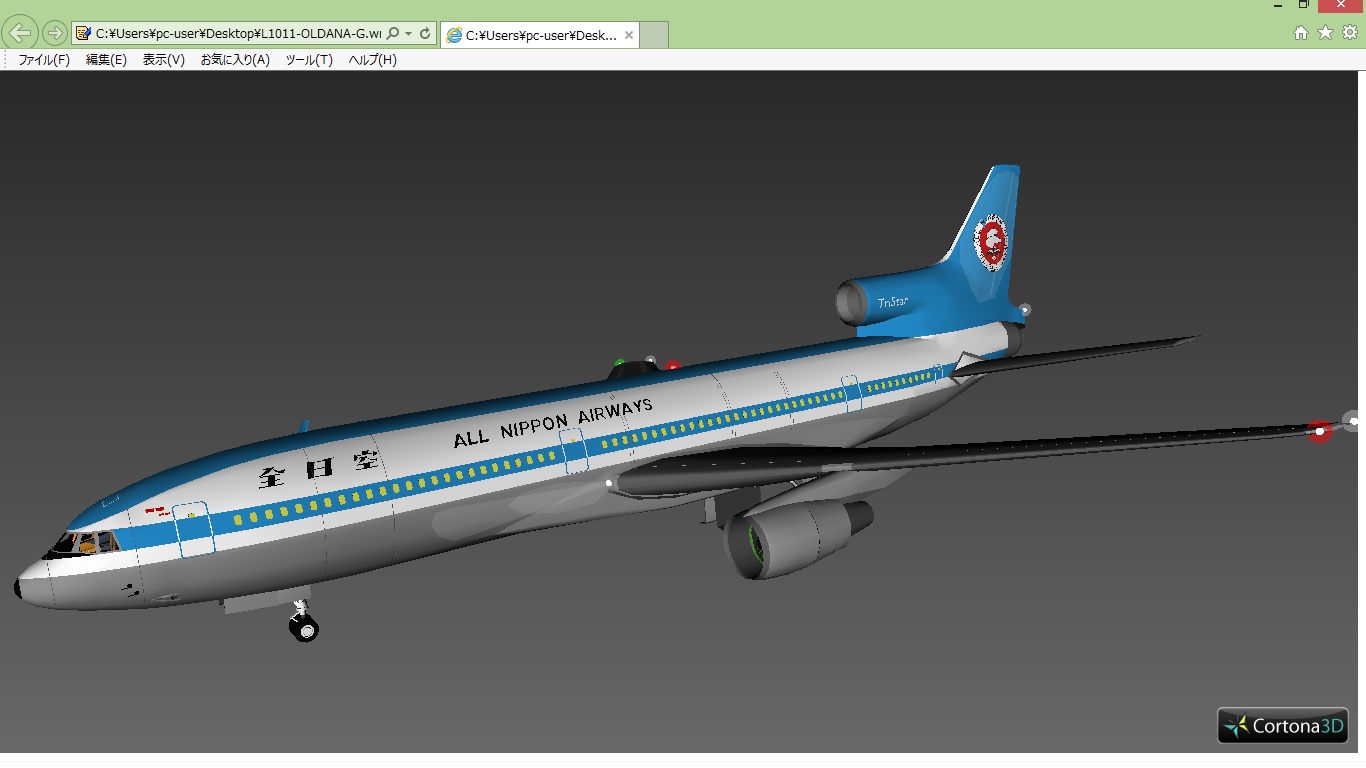 C:¥Users¥pc-user¥Desktop¥L1011-OLDANA-G.wr
C:¥Users¥pc-user¥Desk...
ファイル(F) 編集(E) 表示(V) お気に入り(A) ツール(T) ヘルプ(H)
TriStar
ALL NIPPON AIRWAYS
全日空
Cortona3D